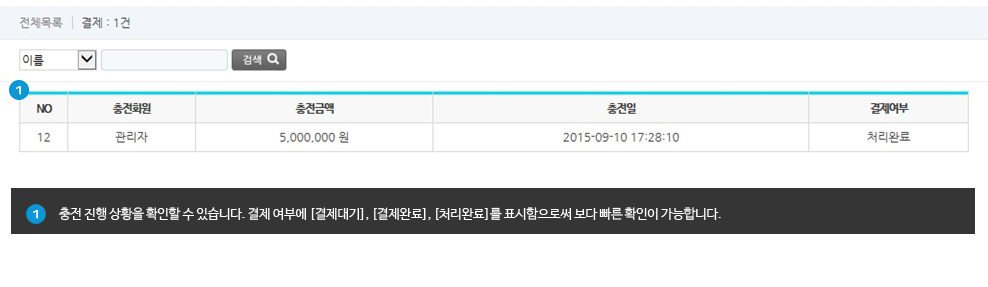 전체목록 | 결제 : 1건
이름 검색
1
NO 충전회원 충전금액 충전일 결제여부
12 관리자 5,000,000 원 2015-09-10 17:28:10 처리완료
1 충전 진행 상황을 확인할 수 있습니다. 결제 여부에 [결제대기], [결제완료], [처리완료]를 표시함으로써 보다 빠른 확인이 가능합니다.